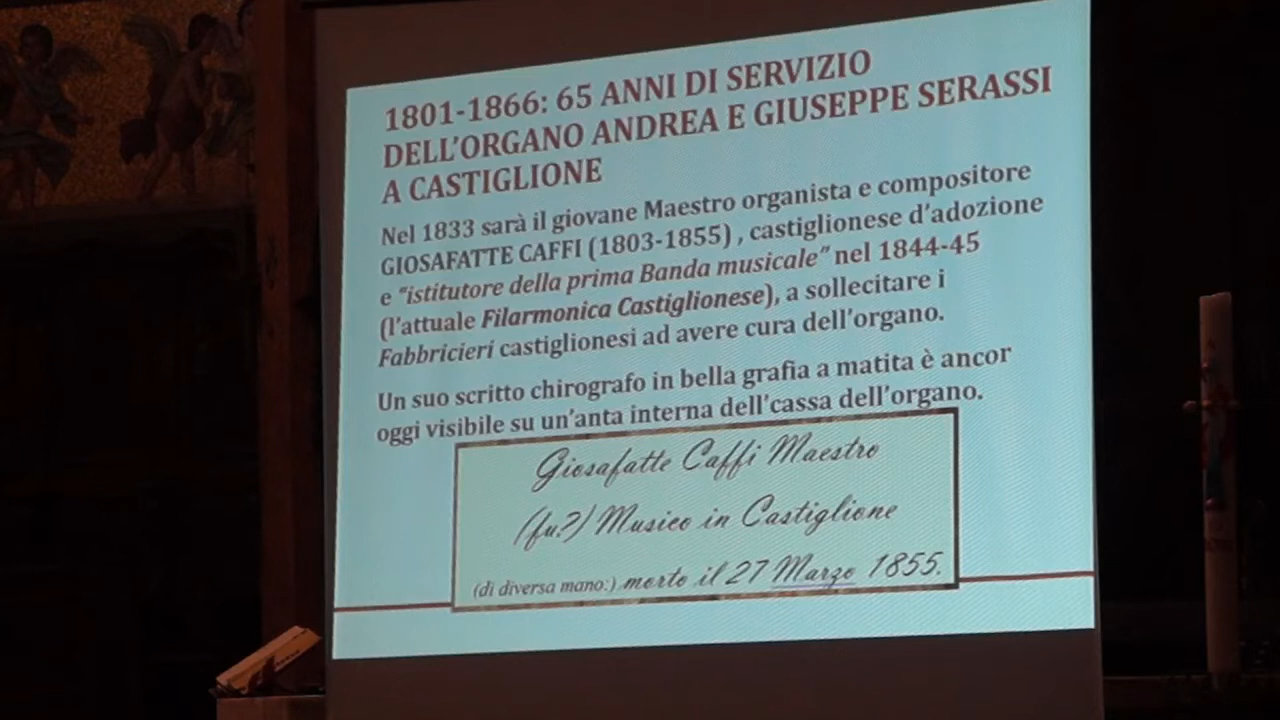 1801-1866: 65 ANNI DI SERVIZIO
DELL'ORGANO ANDREA E GIUSEPPE SERASSI
A CASTIGLIONE
Nel 1833 sarà il giovane Maestro organista e compositore
GIOSAFATTE CAFFI (1803-1855) , castiglionese d'adozione
e "istitutore della prima Banda musicale" nel 1844-45
(l'attuale Filarmonica Castiglionese), a sollecitare i
Fabbricieri castiglionesi ad avere cura dell'organo.
Un suo scritto chirografo in bella grafia a matita è ancor
oggi visibile su un'anta interna dell'cassa dell'organo.
Giosafatte Caffi Maestro
(fu?) Musico in Castiglione
(di diversa mano:) morto il 27 Marzo 1855.